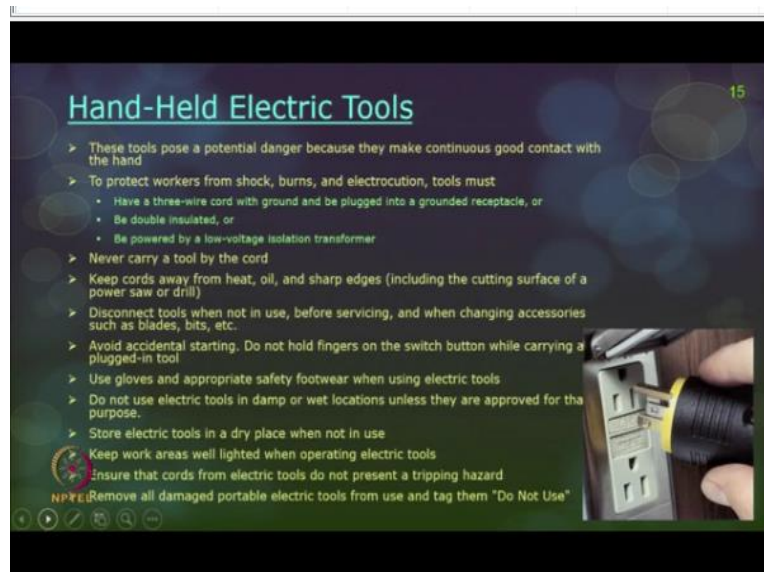 15
Hand-Held Electric Tools
➤ These tools pose a potential danger because they make continuous good contact with
the hand
➤ To protect workers from shock, burns, and electrocution, tools must
• Have a three-wire cord with ground and be plugged into a grounded receptacle, or
• Be double insulated, or
• Be powered by a low-voltage isolation transformer
➤ Never carry a tool by the cord
➤ Keep cords away from heat, oil, and sharp edges (including the cutting surface of a
power saw or drill)
➤ Disconnect tools when not in use, before servicing, and when changing accessories
such as blades, bits, etc.
➤ Avoid accidental starting. Do not hold fingers on the switch button while carrying a
plugged-in tool
➤ Use gloves and appropriate safety footwear when using electric tools
➤ Do not use electric tools in damp or wet locations unless they are approved for tha
purpose.
➤ Store electric tools in a dry place when not in use
Keep work areas well lighted when operating electric tools
Ensure that cords from electric tools do not present a tripping hazard
Remove all damaged portable electric tools from use and tag them "Do Not Use"
NPTEL